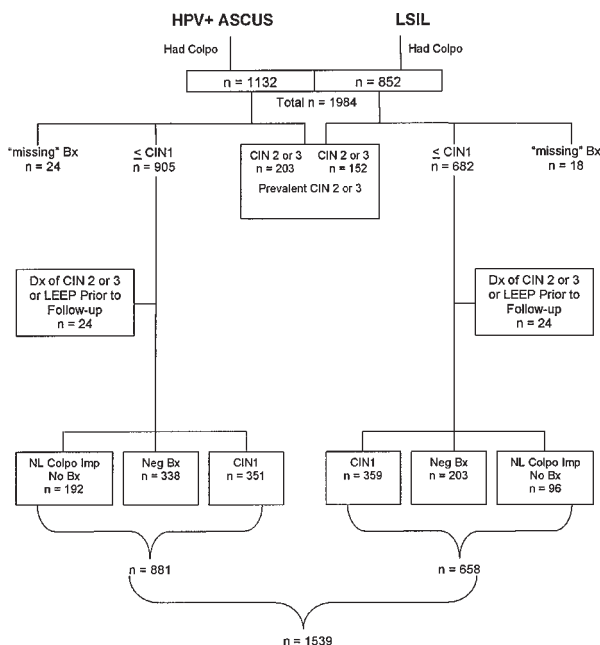 HPV+ ASCUS
LSIL
Had Colpo
Had Colpo
n = 1132
n = 852
Total n = 1984
"missing" Bx
n = 24
≤ CIN1
n = 905
CIN 2 or 3
n = 203
CIN 2 or 3
n = 152
Prevalent CIN 2 or 3
≤ CIN1
n = 682
"missing" Bx
n = 18
Dx of CIN 2 or 3
or LEEP Prior to
Follow-up
n = 24
Dx of CIN 2 or 3
or LEEP Prior to
Follow-up
n = 24
NL Colpo Imp
No Bx
n = 192
Neg Bx
n = 338
CIN1
n = 351
CIN1
n = 359
Neg Bx
n = 203
NL Colpo Imp
No Bx
n = 96
n = 881
n = 658
n = 1539